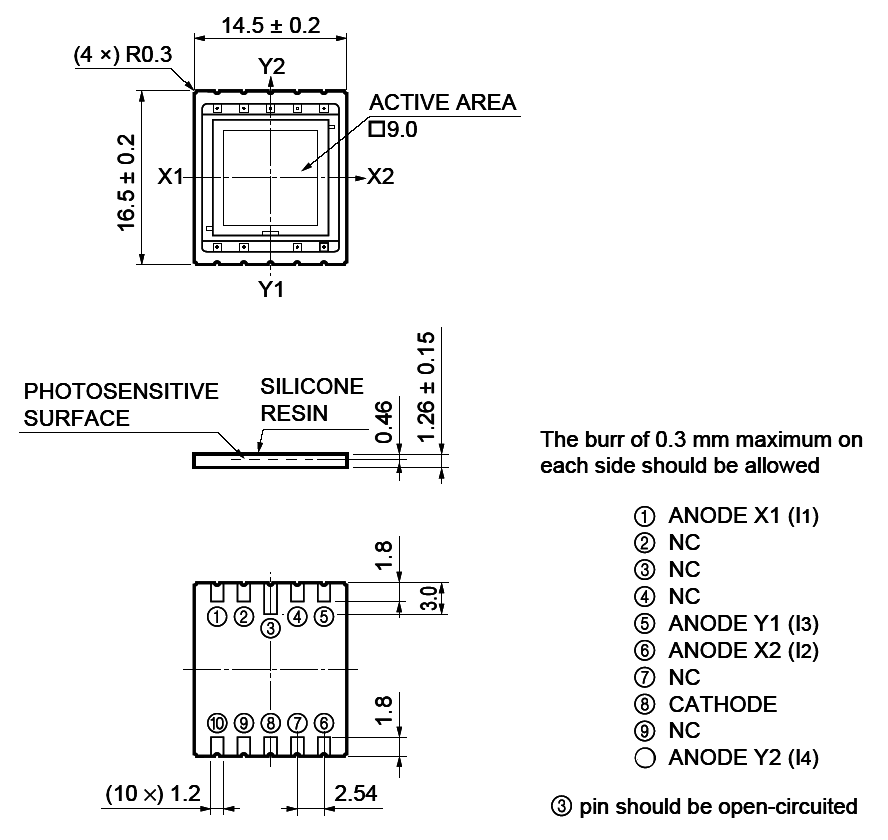 14.5 ± 0.2
(4 ×) R0.3
Y2
ACTIVE AREA
□9.0
16.5 ± 0.2
X1
X2
Y1
PHOTOSENSITIVE
SURFACE
SILICONE
RESIN
0.46
1.26 ± 0.15
The burr of 0.3 mm maximum on
each side should be allowed
1.8
3.0
① ② ③ ④ ⑤
⑩ ⑨ ⑧ ⑦ ⑥
1.8
(10 ×) 1.2
2.54
① ANODE X1 (I1)
② NC
③ NC
④ NC
⑤ ANODE Y1 (I3)
⑥ ANODE X2 (I2)
⑦ NC
⑧ CATHODE
⑨ NC
◯ ANODE Y2 (I4)
③ pin should be open-circuited